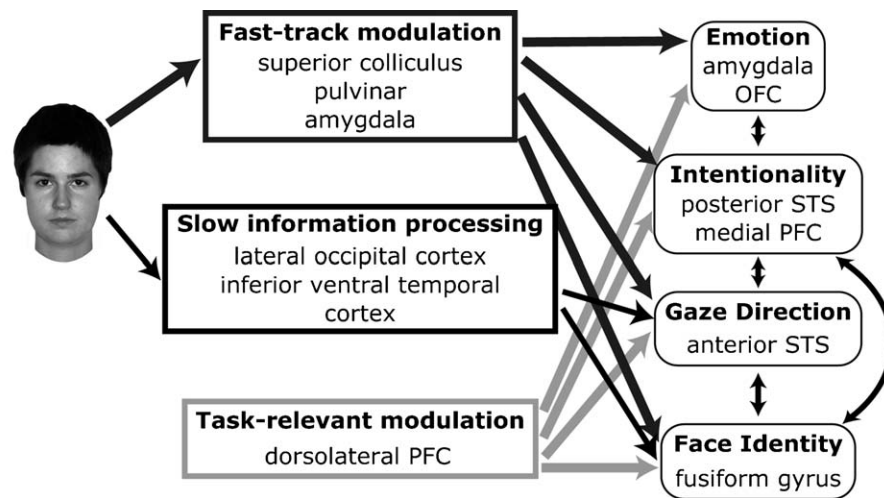 Fast-track modulation
superior colliculus
pulvinar
amygdala
Slow information processing
lateral occipital cortex
inferior ventral temporal
cortex
Task-relevant modulation
dorsolateral PFC
Emotion
amygdala
OFC
Intentionality
posterior STS
medial PFC
Gaze Direction
anterior STS
Face Identity
fusiform gyrus